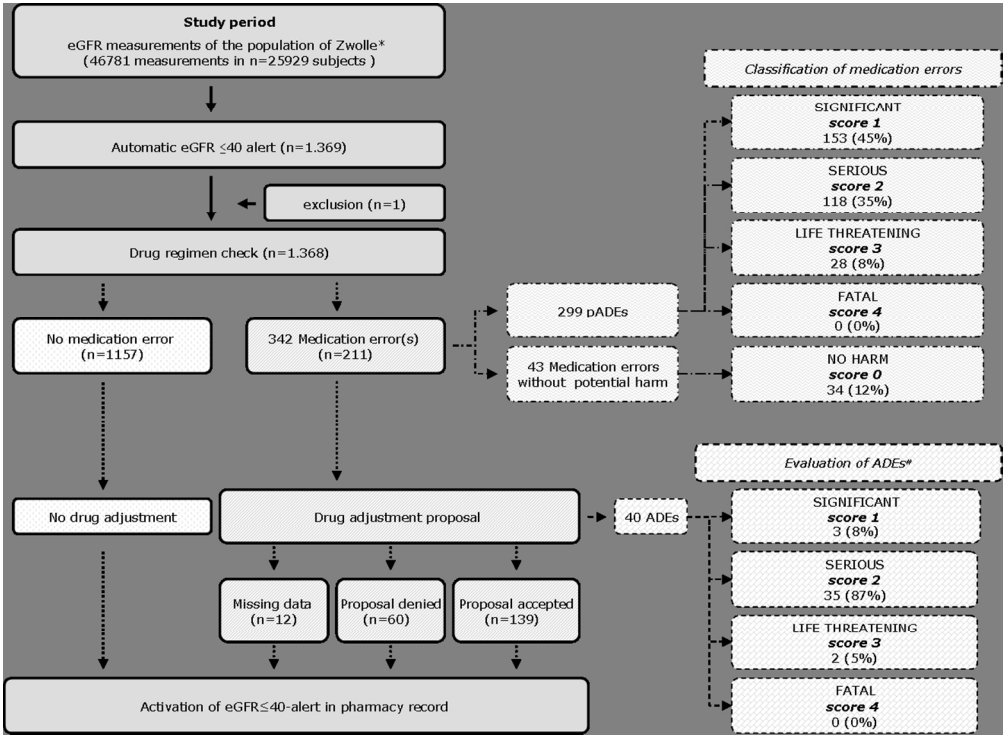 Study period
eGFR measurements of the population of Zwolle*
(46781 measurements in n=25929 subjects )
Automatic eGFR ≤40 alert (n=1.369)
exclusion (n=1)
Drug regimen check (n=1.368)
No medication error
(n=1157)
342 Medication error(s)
(n=211)
299 pADEs
43 Medication errors
without potential harm
Classification of medication errors
SIGNIFICANT
score 1
153 (45%)
SERIOUS
score 2
118 (35%)
LIFE THREATENING
score 3
28 (8%)
FATAL
score 4
0 (0%)
NO HARM
score 0
34 (12%)
No drug adjustment
Drug adjustment proposal
40 ADEs
Missing data
(n=12)
Proposal denied
(n=60)
Proposal accepted
(n=139)
Activation of eGFR≤40-alert in pharmacy record
Evaluation of ADEs#
SIGNIFICANT
score 1
3 (8%)
SERIOUS
score 2
35 (87%)
LIFE THREATENING
score 3
2 (5%)
FATAL
score 4
0 (0%)